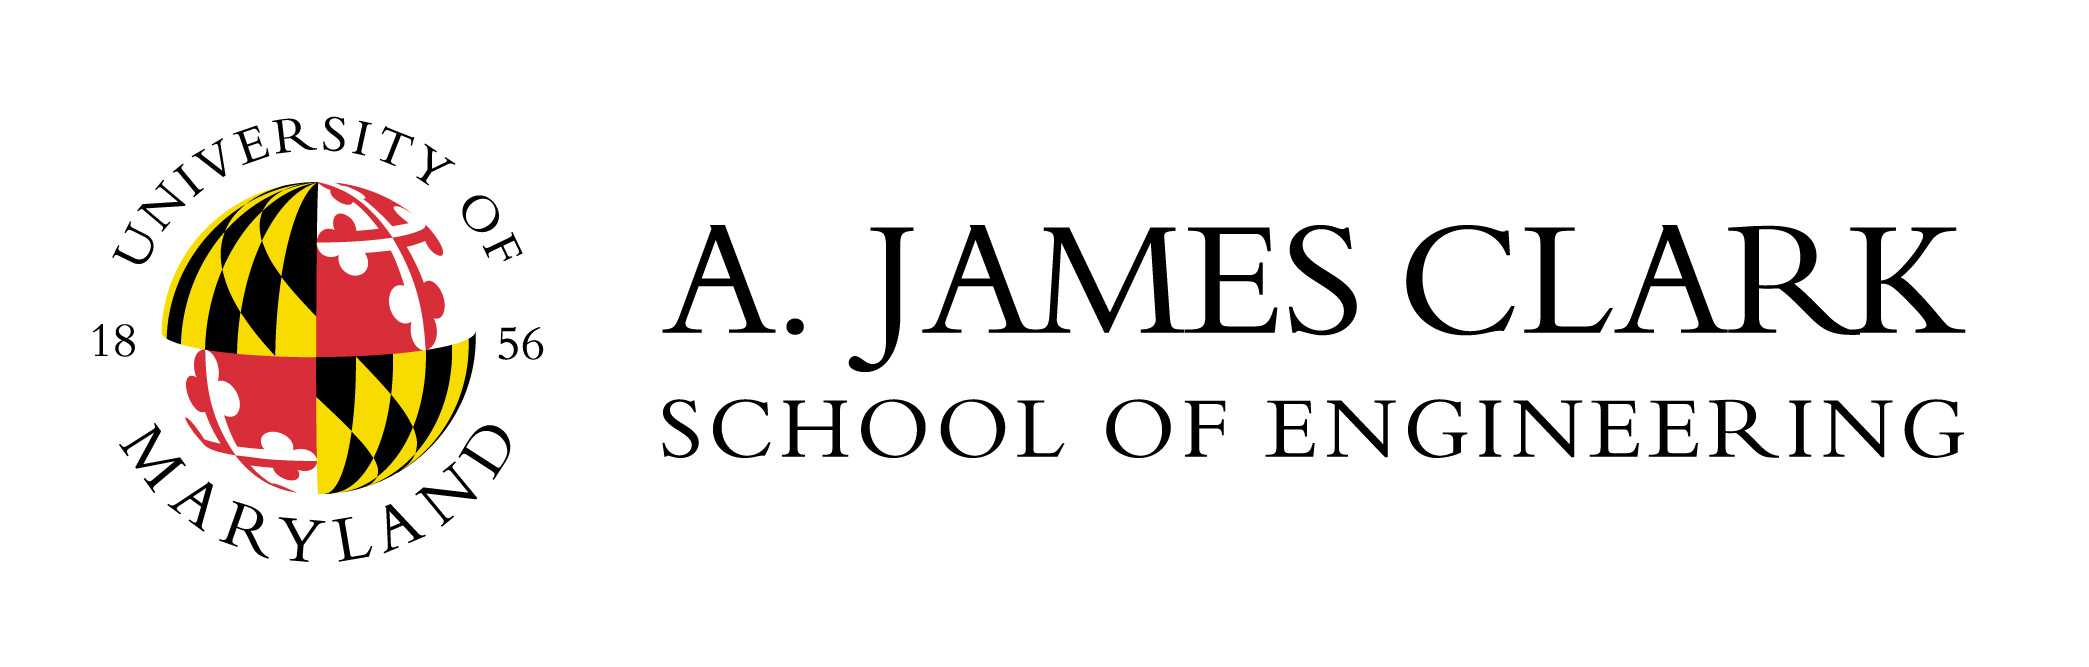 UNIVERSITY OF
18 56
MARYLAND
A. JAMES CLARK
SCHOOL OF ENGINEERING